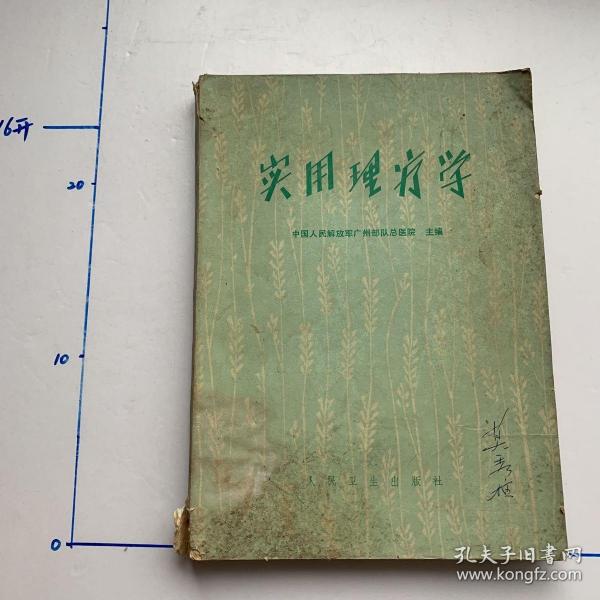 16开
20
10
0
实用理疗学
中国人民解放军广州部队总医院 主编
人民卫生出版社
孔夫子旧书网
www.kongfz.com